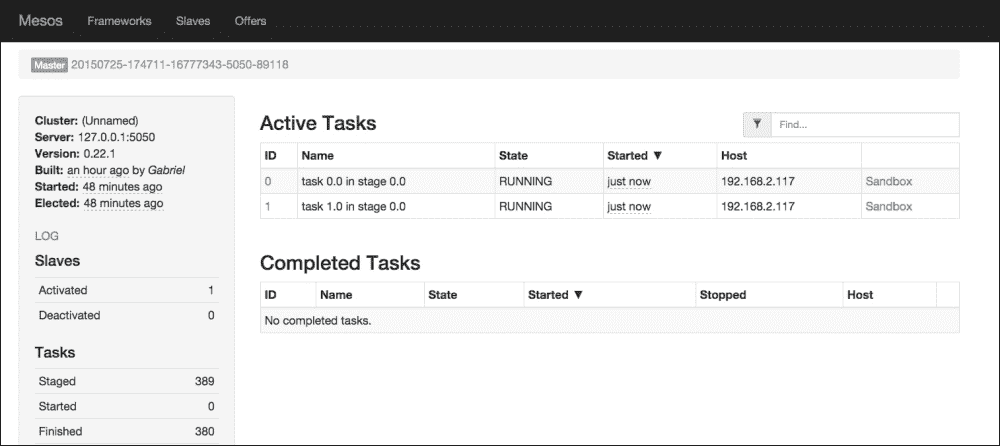 Mesos Frameworks Slaves Offers
Master 20150725-174711-16777343-5050-89118
Cluster: (Unnamed)
Server: 127.0.0.1:5050
Version: 0.22.1
Built: an hour ago by Gabriel
Started: 48 minutes ago
Elected: 48 minutes ago
LOG
Slaves
Activated 1
Deactivated 0
Tasks
Staged 389
Started 0
Finished 380
Active Tasks
Find...
ID Name State Started ▼ Host
0 task 0.0 in stage 0.0 RUNNING just now 192.168.2.117 Sandbox
1 task 1.0 in stage 0.0 RUNNING just now 192.168.2.117 Sandbox
Completed Tasks
ID Name State Started ▼ Stopped Host
No completed tasks.